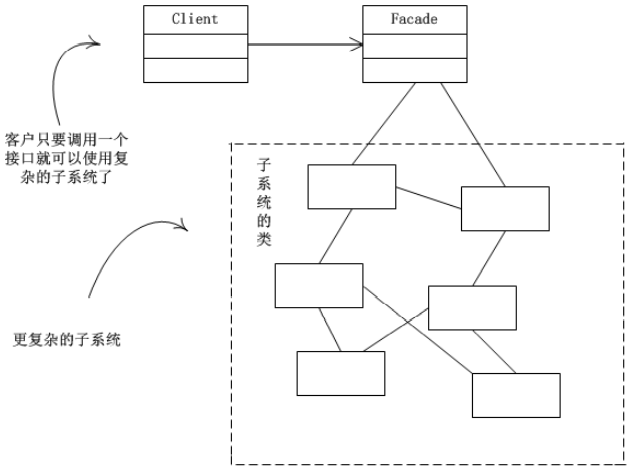 Client
Facade
客户只要调用一个
接口就可以使用复
杂的子系统了
子系统的类
更复杂的子系统